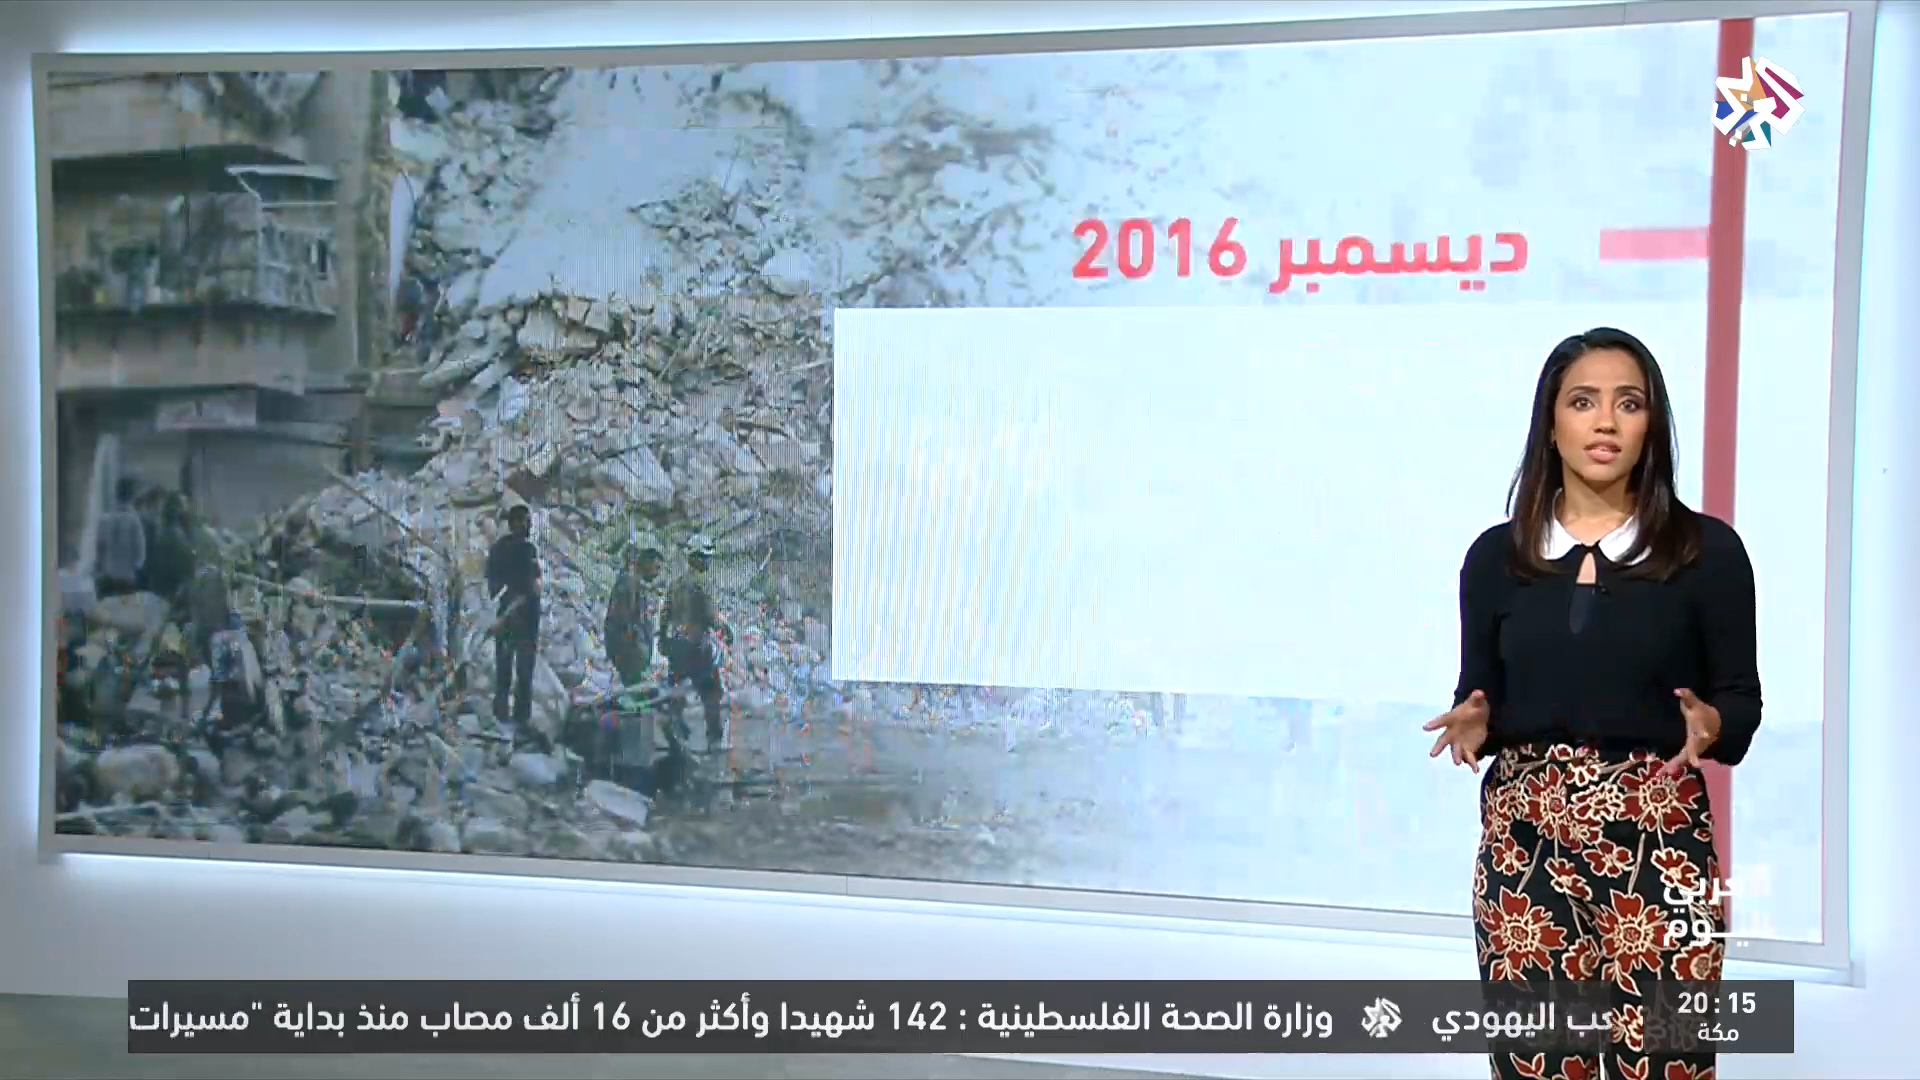 ديسمبر 2016
اليوم
20:15
مكة
اليهودي
وزارة الصحة الفلسطينية : 142 شهيدا وأكثر من 16 ألف مصاب منذ بداية "مسيرات